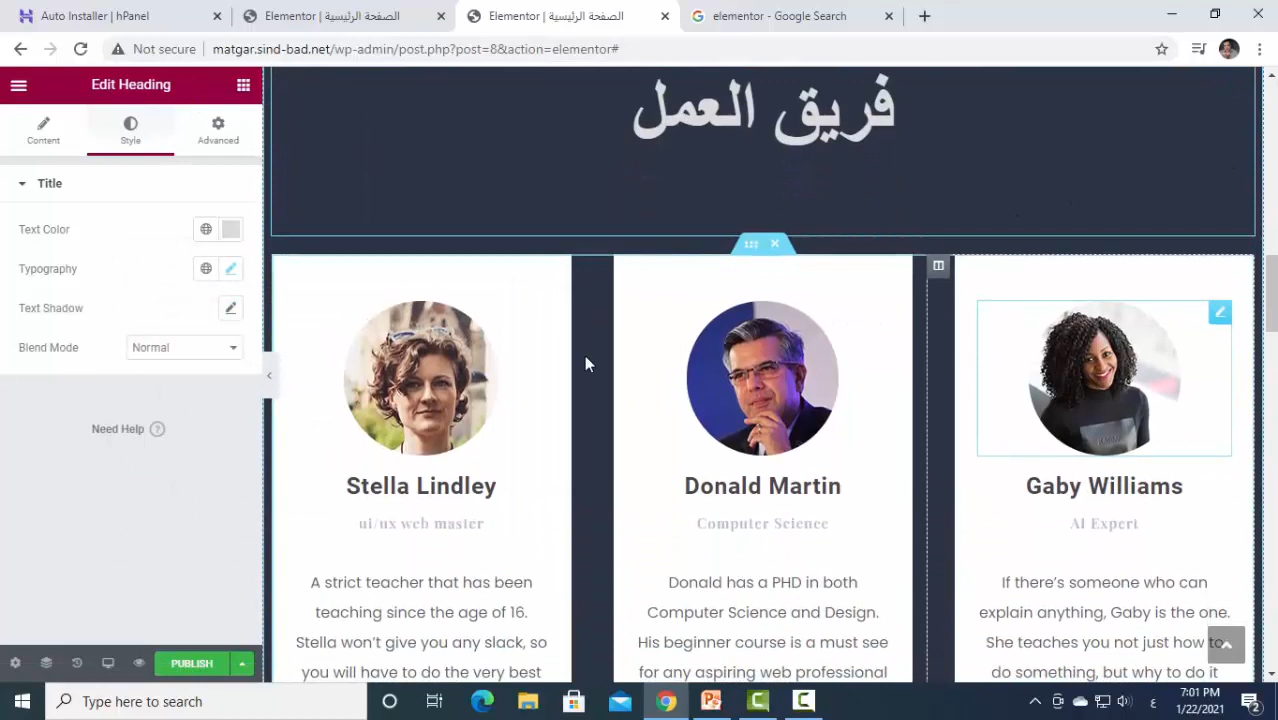 Auto Installer | hPanel
Elementor | الصفحة الرئيسية
Elementor | الصفحة الرئيسية
elementor - Google Search
Not secure
matgar.sind-bad.net/wp-admin/post.php?post=8&action=elementor#
Edit Heading
Content
Style
Advanced
Title
Text Color
Typography
Text Shadow
Blend Mode
Normal
Need Help
PUBLISH
فريق العمل
Stella Lindley
ui/ux web master
A strict teacher that has been
teaching since the age of 16.
Stella won't give you any slack, so
you will have to do the very best
Donald Martin
Computer Science
Donald has a PHD in both
Computer Science and Design.
His beginner course is a must see
for any aspiring web professional
Gaby Williams
AI Expert
If there's someone who can
explain anything, Gaby is the one.
She teaches you not just how to
do something, but why to do it
Type here to search
ع
7:01 PM
1/22/2021
2